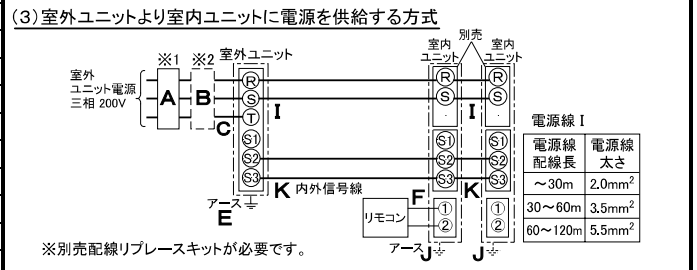 (3)室外ユニットより室内ユニットに電源を供給する方式
※1 ※2 室外ユニット
別売
室内ユニット
室内ユニット
室外
ユニット電源
三相 200V
A
B
C
R
S
T
S1
S2
S3
I
K 内外信号線
アース
E
R
S
S1
S2
S3
①
②
F
リモコン
アース J
I
K
R
S
S1
S2
S3
①
②
J
電源線 I
電源線配線長 電源線太さ
～30m 2.0mm²
30～60m 3.5mm²
60～120m 5.5mm²
※別売配線リプレースキットが必要です。